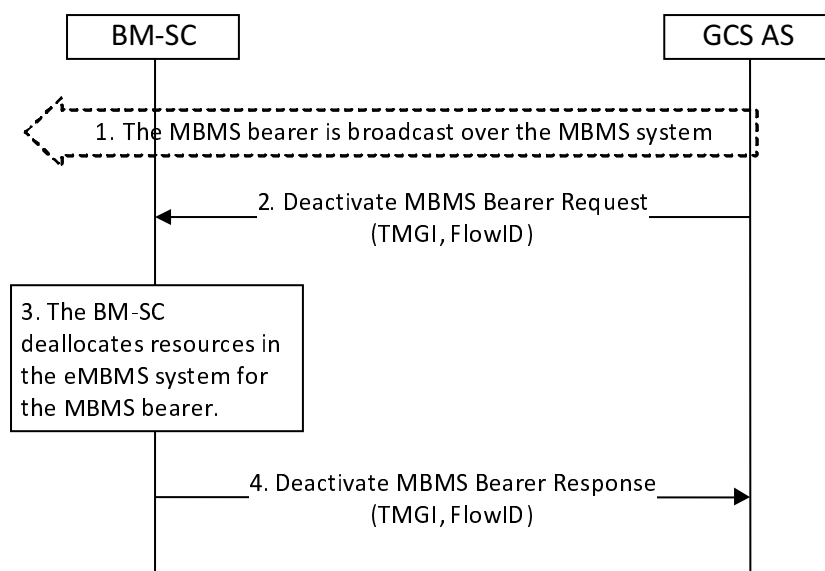 BM-SC
GCS AS
1. The MBMS bearer is broadcast over the MBMS system
2. Deactivate MBMS Bearer Request
(TMGI, FlowID)
3. The BM-SC
deallocates resources in
the eMBMS system for
the MBMS bearer.
4. Deactivate MBMS Bearer Response
(TMGI, FlowID)